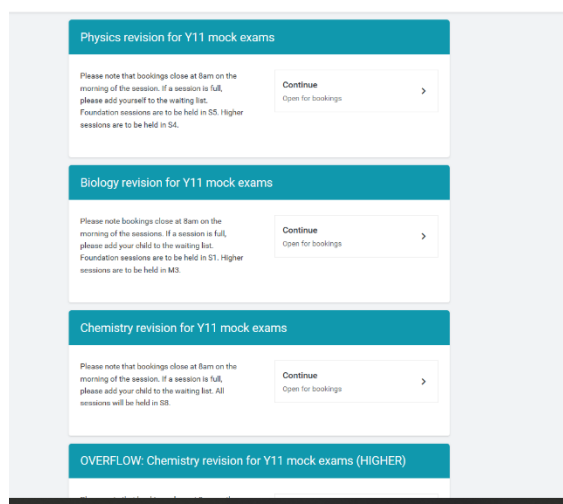 Physics revision for Y11 mock exams
Please note that bookings close at 8am on the
morning of the session. If a session is full,
please add yourself to the waiting list.
Foundation sessions are to be held in S5. Higher
sessions are to be held in S4.
Continue
Open for bookings
Biology revision for Y11 mock exams
Please note bookings close at 8am on the
morning of the sessions. If a session is full,
please add your child to the waiting list.
Foundation sessions are to be held in S1. Higher
sessions are to be held in M3.
Continue
Open for bookings
Chemistry revision for Y11 mock exams
Please note that bookings close at 8am on the
morning of the session. If a session is full,
please add your child to the waiting list. All
sessions will be held in S8.
Continue
Open for bookings
OVERFLOW: Chemistry revision for Y11 mock exams (HIGHER)